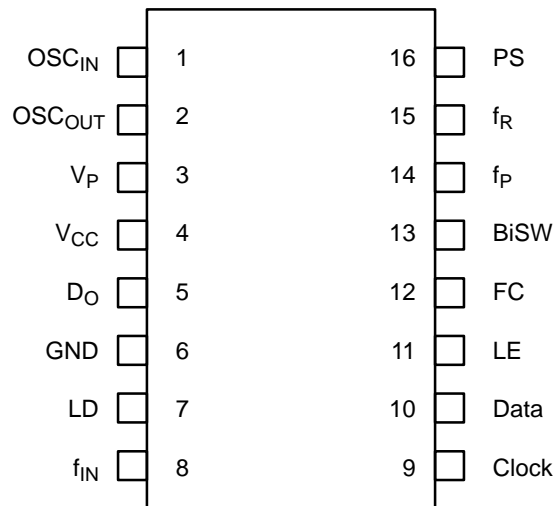 OSCIN 1 16 PS
OSCOUT 2 15 fR
VP 3 14 fP
VCC 4 13 BiSW
DO 5 12 FC
GND 6 11 LE
LD 7 10 Data
fIN 8 9 Clock